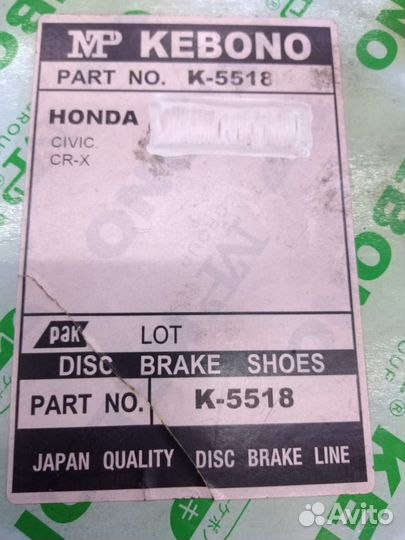 MP KEBONO
PART NO. K-5518
HONDA
CIVIC
CR-X
pak LOT
DISC BRAKE SHOES
PART NO. K-5518
JAPAN QUALITY DISC BRAKE LINE
Avito